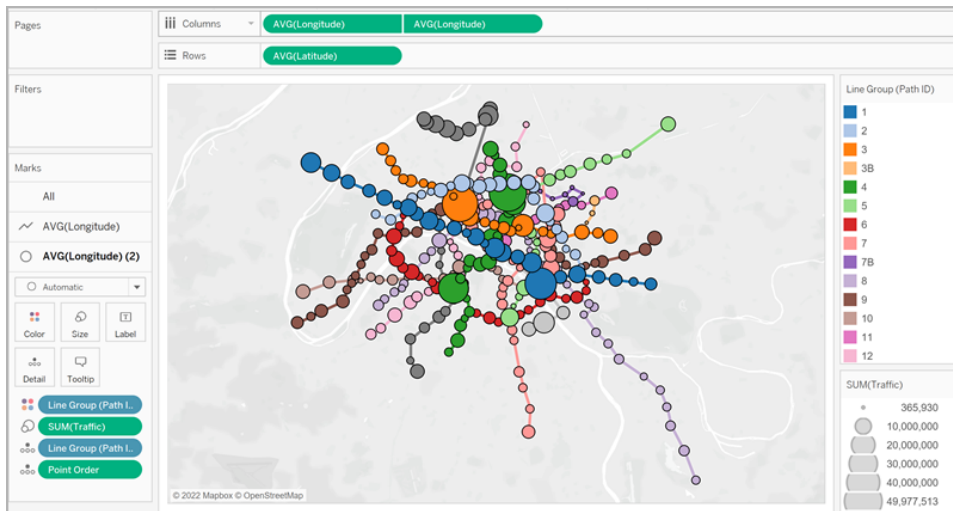 Pages
Columns
AVG(Longitude)
AVG(Longitude)
Rows
AVG(Latitude)
Filters
Marks
All
AVG(Longitude)
AVG(Longitude) (2)
Automatic
Color
Size
Label
Detail
Tooltip
Line Group (Path I..
SUM(Traffic)
Line Group (Path I..
Point Order
© 2022 Mapbox © OpenStreetMap
Line Group (Path ID)
1
2
3
3B
4
5
6
7
7B
8
9
10
11
12
SUM(Traffic)
365,930
10,000,000
20,000,000
30,000,000
40,000,000
49,977,513